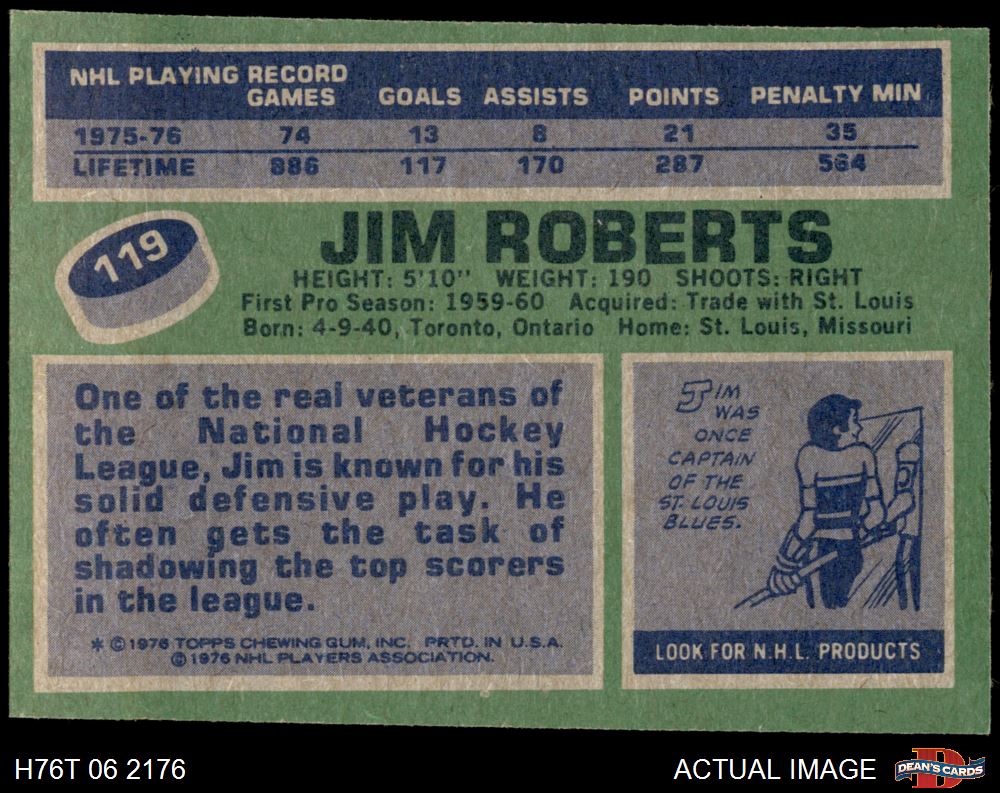 NHL PLAYING RECORD
GAMES GOALS ASSISTS POINTS PENALTY MIN
1975-76 74 13 8 21 35
LIFETIME 886 117 170 287 564
119
JIM ROBERTS
HEIGHT: 5'10" WEIGHT: 190 SHOOTS: RIGHT
First Pro Season: 1959-60 Acquired: Trade with St. Louis
Born: 4-9-40, Toronto, Ontario Home: St. Louis, Missouri
One of the real veterans of
the National Hockey
League, Jim is known for his
solid defensive play. He
often gets the task of
shadowing the top scorers
in the league.
* © 1976 TOPPS CHEWING GUM, INC. PRTD. IN U.S.A.
© 1976 NHL PLAYERS ASSOCIATION.
JIM
WAS
ONCE
CAPTAIN
OF THE
ST. LOUIS
BLUES.
LOOK FOR N.H.L. PRODUCTS
H76T 06 2176
ACTUAL IMAGE
D
DEAN'S CARDS